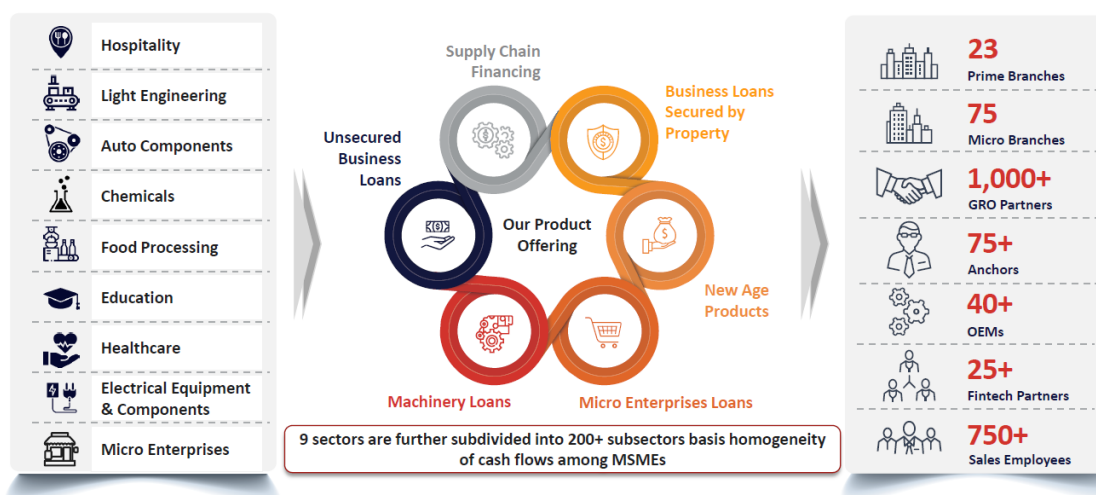 Hospitality
Light Engineering
Auto Components
Chemicals
Food Processing
Education
Healthcare
Electrical Equipment
& Components
Micro Enterprises
Supply Chain
Financing
Business Loans
Secured by
Property
Unsecured
Business
Loans
Our Product
Offering
New Age
Products
Machinery Loans
Micro Enterprises Loans
9 sectors are further subdivided into 200+ subsectors basis homogeneity
of cash flows among MSMEs
23
Prime Branches
75
Micro Branches
1,000+
GRO Partners
75+
Anchors
40+
OEMs
25+
Fintech Partners
750+
Sales Employees